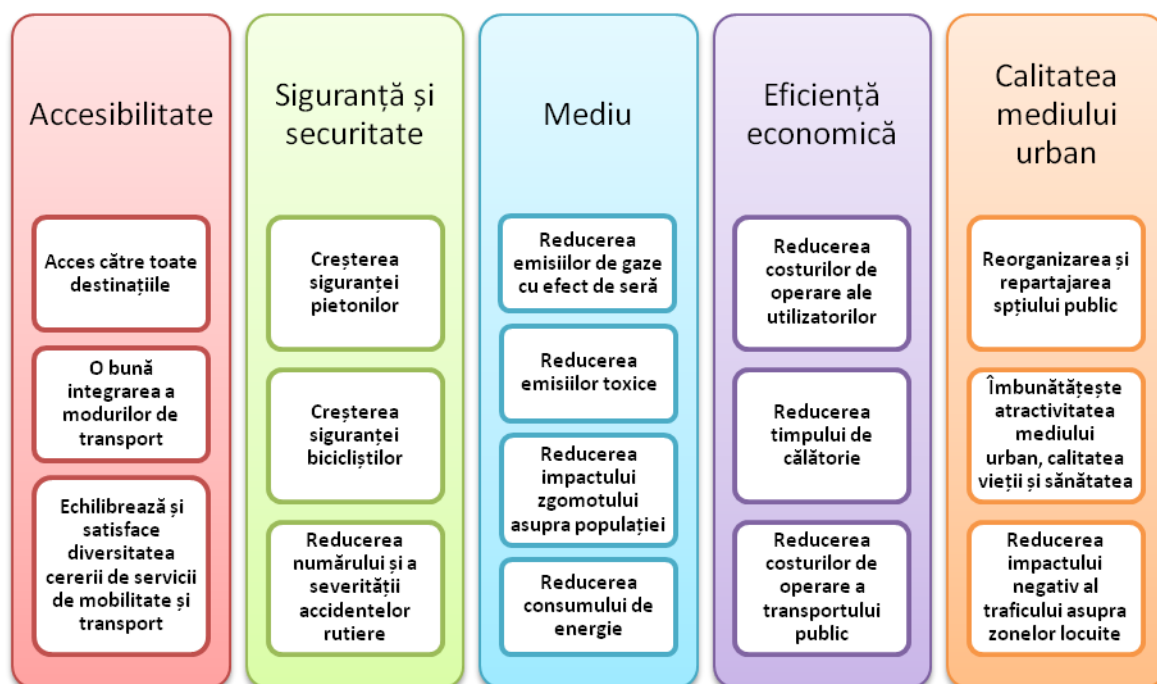 Accesibilitate
Acces către toate
destinațiile
O bună
integrarea a
modurilor de
transport
Echilibrează și
satisface
diversitatea
cererii de servicii
de mobilitate și
transport
Siguranță și
securitate
Creșterea
siguranței
pietonilor
Creșterea
siguranței
bicicliștilor
Reducerea
numărului și a
severității
accidentelor
rutiere
Mediu
Reducerea
emisiilor de gaze
cu efect de seră
Reducerea
emisiilor toxice
Reducerea
impactului
zgomotului
asupra populației
Reducerea
consumului de
energie
Eficiență
economică
Reducerea
costurilor de
operare ale
utilizatorilor
Reducerea
timpului de
călătorie
Reducerea
costurilor de
operare a
transportului
public
Calitatea
mediului
urban
Reorganizarea și
repartajarea
spțiului public
Îmbunătățește
atractivitatea
mediului
urban, calitatea
vieții și sănătatea
Reducerea
impactului
negativ al
traficului asupra
zonelor locuite